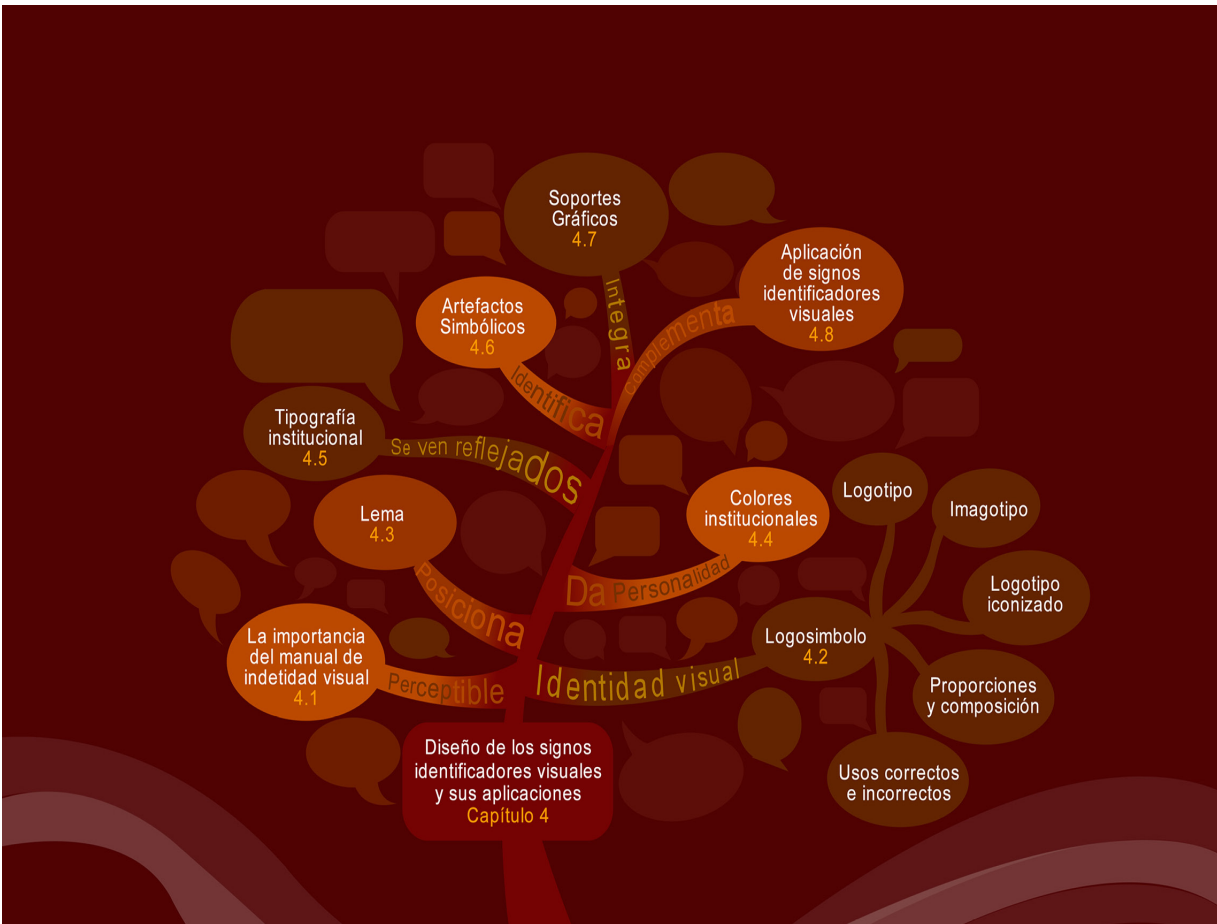 Soportes
Gráficos
4.7
Integra
Aplicación
de signos
identificadores
visuales
4.8
Complementa
Artefactos
Simbólicos
4.6
Identifica
Tipografía
institucional
4.5
Se ven reflejados
Lema
4.3
Posiciona
Colores
institucionales
4.4
Da Personalidad
Logotipo
Imagotipo
Logotipo
iconizado
Logosimbolo
4.2
Identidad visual
Proporciones
y composición
Usos correctos
e incorrectos
La importancia
del manual de
indetidad visual
4.1
Perceptible
Diseño de los signos
identificadores visuales
y sus aplicaciones
Capítulo 4